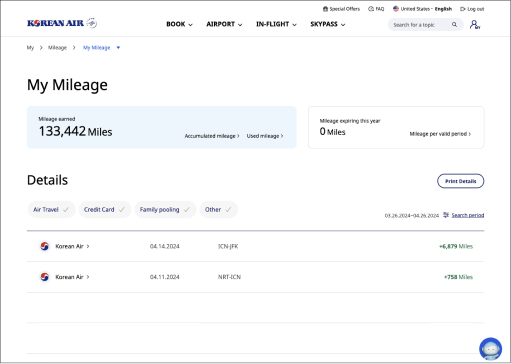 Special Offers FAQ United States - English Log out
KOREAN AIR BOOK AIRPORT IN-FLIGHT SKYPASS Search for a topic
My > Mileage > My Mileage
My Mileage
Mileage earned
133,442 Miles
Accumulated mileage > Used mileage >
Mileage expiring this year
0 Miles
Mileage per valid period >
Details
Print Details
Air Travel Credit Card Family pooling Other
03.26.2024~04.26.2024 Search period
Korean Air > 04.14.2024 ICN-JFK +6,879 Miles
Korean Air > 04.11.2024 NRT-ICN +758 Miles